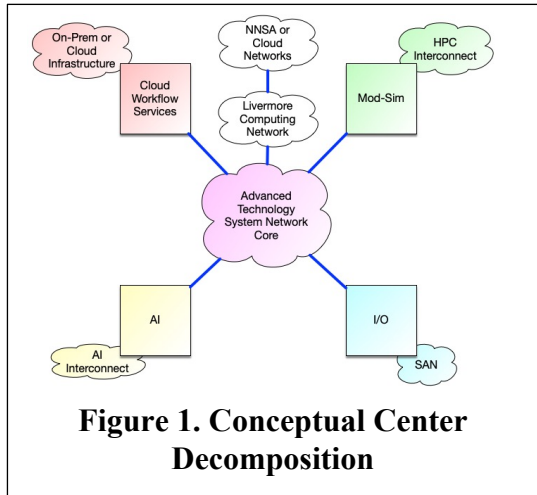 On-Prem or
Cloud
Infrastructure
Cloud
Workflow
Services
NNSA or
Cloud
Networks
Livermore
Computing
Network
HPC
Interconnect
Mod-Sim
Advanced
Technology
System Network
Core
AI
AI
Interconnect
I/O
SAN
Figure 1. Conceptual Center
Decomposition